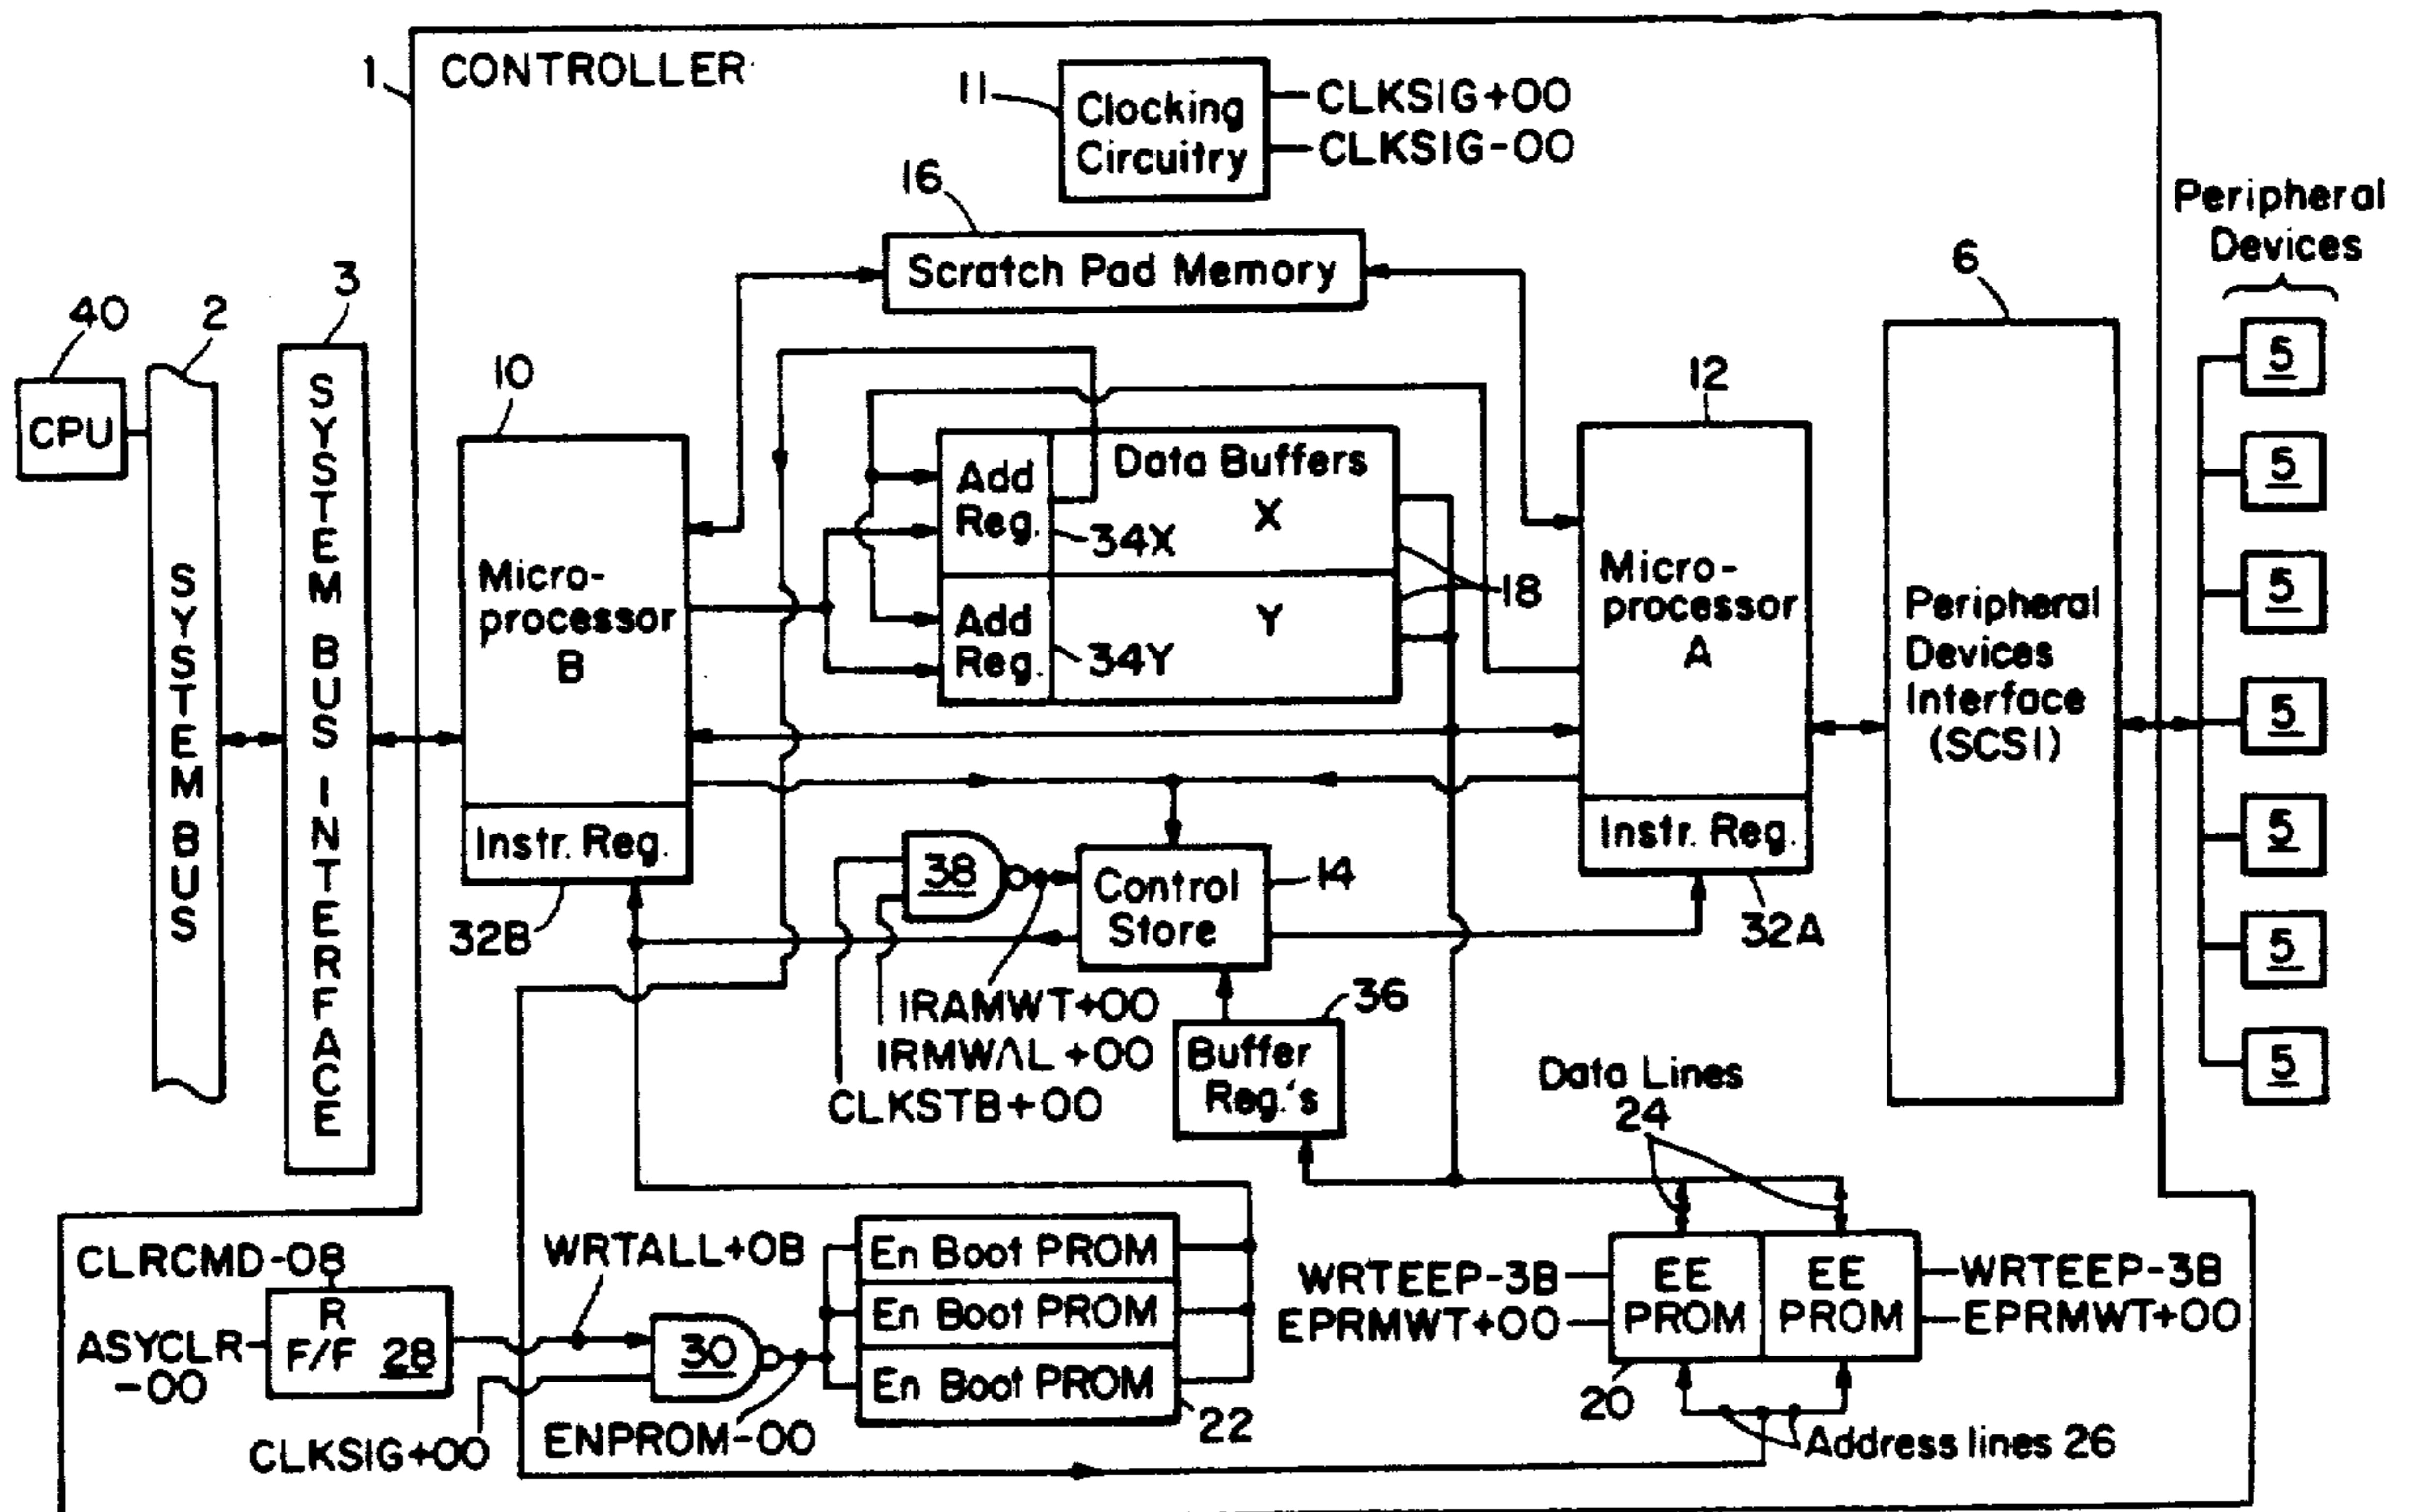 1
CONTROLLER
11
Clocking
Circuitry
CLKSIG+00
CLKSIG-00
16
Scratch Pad Memory
Peripheral
Devices
6
40
2
3
CPU
SYSTEM BUS
SYSTEM BUS INTERFACE
10
12
Micro-
processor
B
Instr. Reg.
32B
Add
Reg.
34X
Data Buffers
X
Add
Reg.
34Y
Y
18
Micro-
processor
A
Instr. Reg.
32A
Peripheral
Devices
Interface
(SCSI)
5
5
5
5
5
5
5
38
Control
Store
14
IRAMWT+00
IRMWAL+00
CLKSTB+00
36
Buffer
Reg.'s
Data Lines
24
CLRCMD-08
R
F/F 28
ASYCLR
-00
CLKSIG+00
WRTALL+0B
30
ENPROM-00
En Boot PROM
En Boot PROM
En Boot PROM
22
WRTEEP-3B
EPRMWT+00
EE
PROM
EE
PROM
WRTEEP-3B
EPRMWT+00
20
Address lines 26